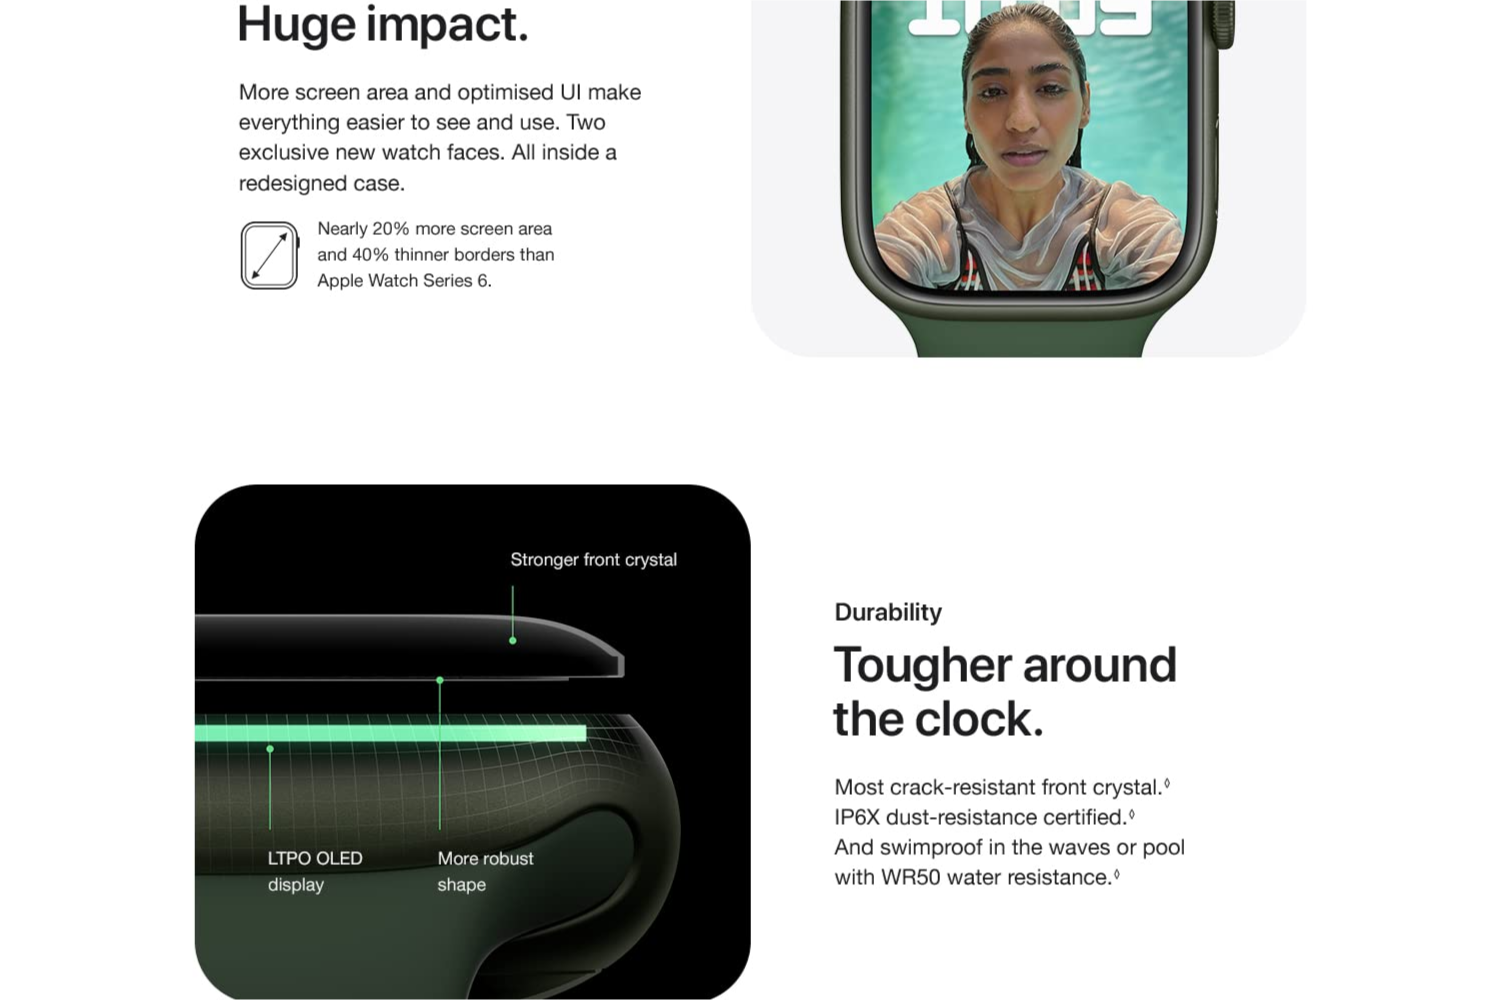 Huge impact.
More screen area and optimised UI make
everything easier to see and use. Two
exclusive new watch faces. All inside a
redesigned case.
Nearly 20% more screen area
and 40% thinner borders than
Apple Watch Series 6.
Stronger front crystal
LTPO OLED
display
More robust
shape
Durability
Tougher around
the clock.
Most crack-resistant front crystal.◊
IP6X dust-resistance certified.◊
And swimproof in the waves or pool
with WR50 water resistance.◊